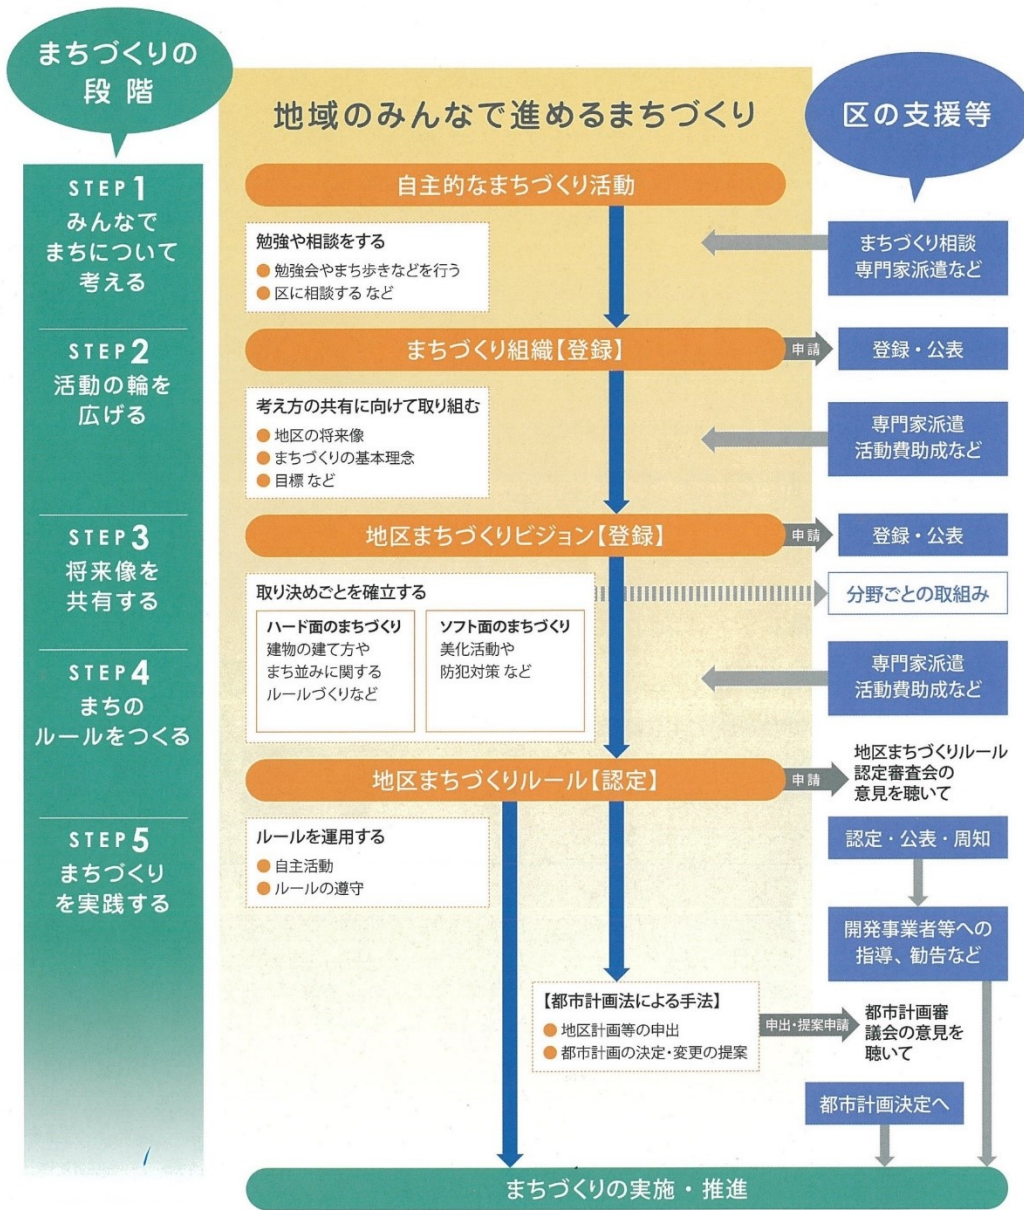 まちづくりの
段階
地域のみんなで進めるまちづくり
区の支援等
STEP 1
みんなで
まちについて
考える
自主的なまちづくり活動
勉強や相談をする
● 勉強会やまち歩きなどを行う
● 区に相談する など
まちづくり相談
専門家派遣など
STEP 2
活動の輪を
広げる
まちづくり組織【登録】
申請
登録・公表
考え方の共有に向けて取り組む
● 地区の将来像
● まちづくりの基本理念
● 目標 など
専門家派遣
活動費助成など
STEP 3
将来像を
共有する
地区まちづくりビジョン【登録】
申請
登録・公表
取り決めごとを確立する
分野ごとの取組み
ハード面のまちづくり
建物の建て方や
まち並みに関する
ルールづくりなど
ソフト面のまちづくり
美化活動や
防犯対策 など
STEP 4
まちの
ルールをつくる
専門家派遣
活動費助成など
地区まちづくりルール【認定】
申請
地区まちづくりルール
認定審査会の
意見を聴いて
STEP 5
まちづくり
を実践する
ルールを運用する
● 自主活動
● ルールの遵守
認定・公表・周知
開発事業者等への
指導、勧告など
【都市計画法による手法】
● 地区計画等の申出
● 都市計画の決定・変更の提案
申出・提案申請
都市計画審
議会の意見を
聴いて
都市計画決定へ
まちづくりの実施・推進